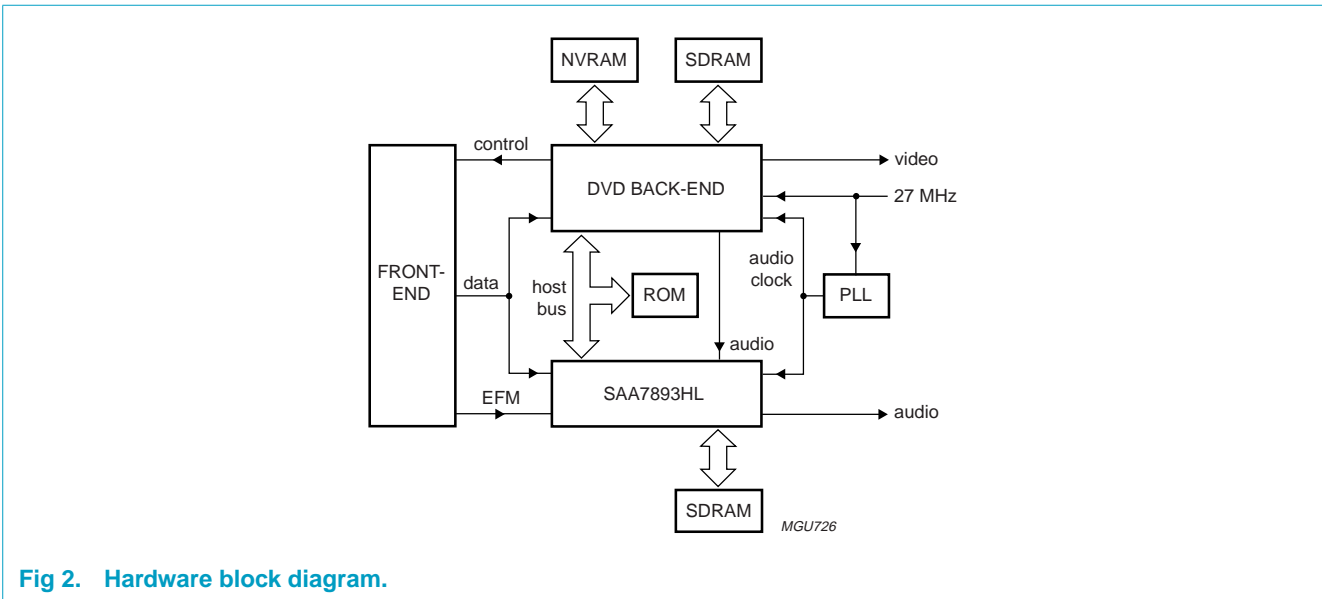 NVRAM
SDRAM
control
video
DVD BACK-END
27 MHz
FRONT-
END
data
host
bus
ROM
audio
clock
PLL
audio
EFM
SAA7893HL
audio
SDRAM
MGU726
Fig 2. Hardware block diagram.